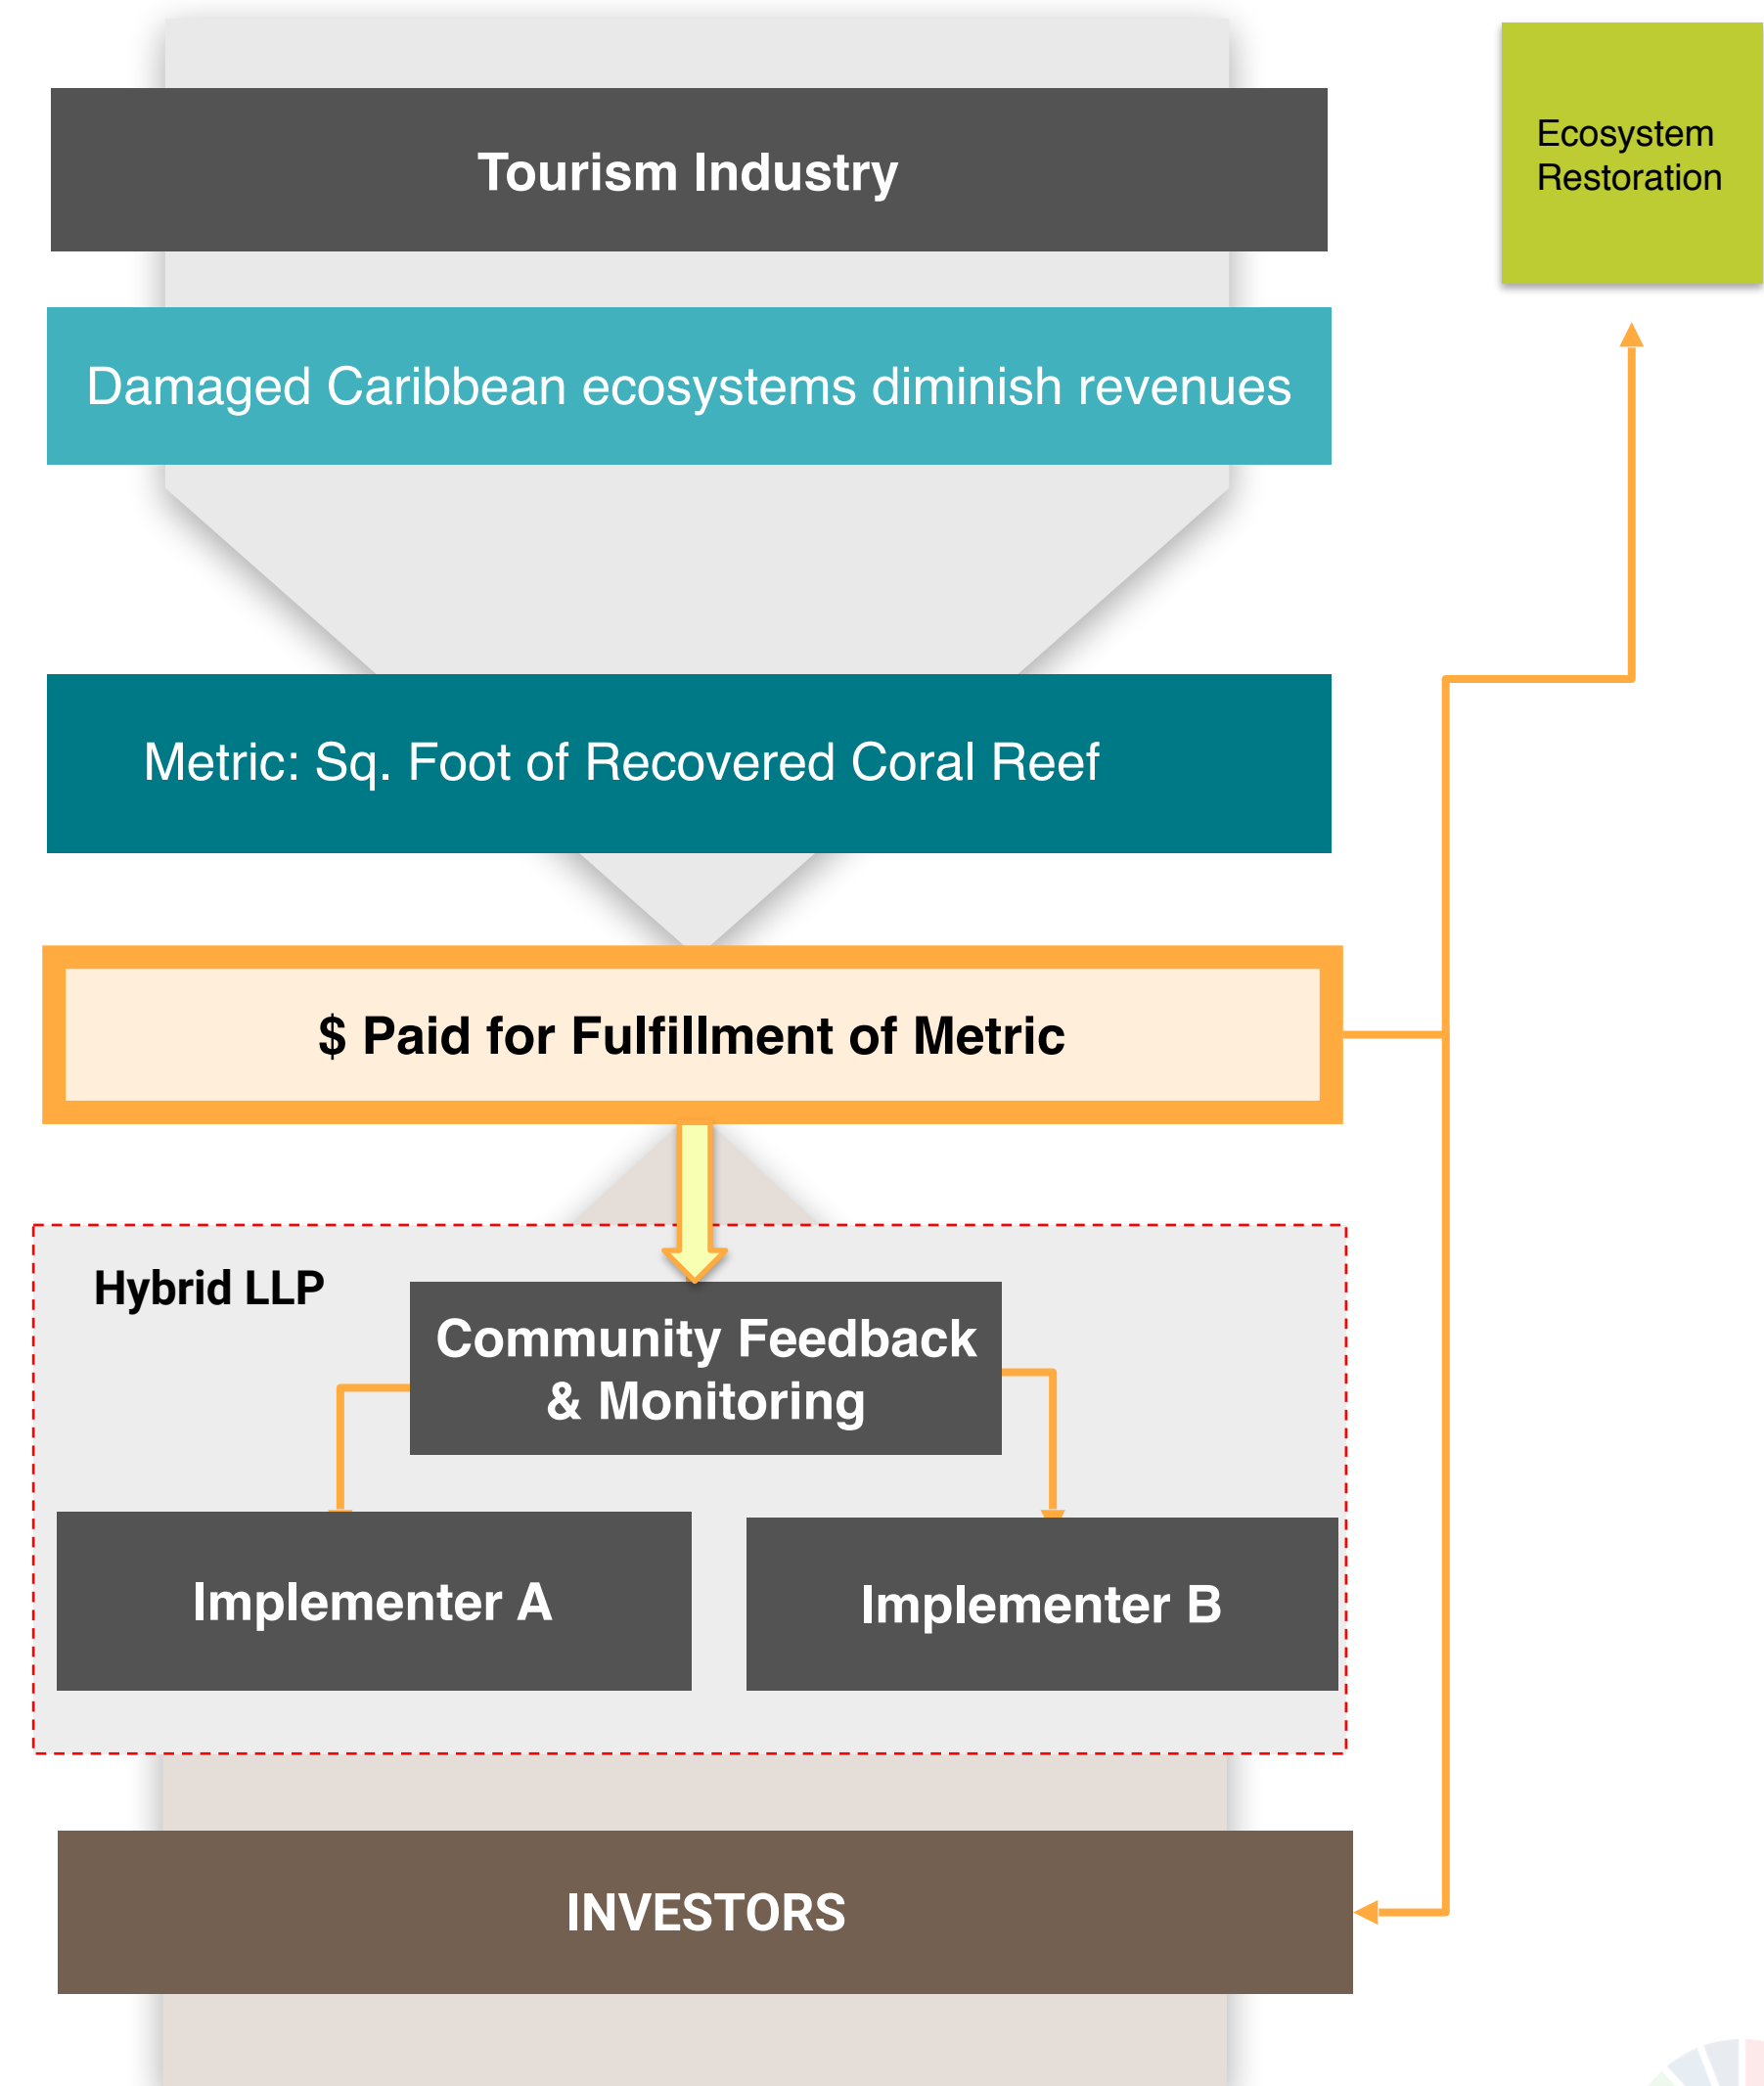 Tourism Industry
Ecosystem
Restoration
Damaged Caribbean ecosystems diminish revenues
Metric: Sq. Foot of Recovered Coral Reef
$ Paid for Fulfillment of Metric
Hybrid LLP
Community Feedback
& Monitoring
Implementer A
Implementer B
INVESTORS